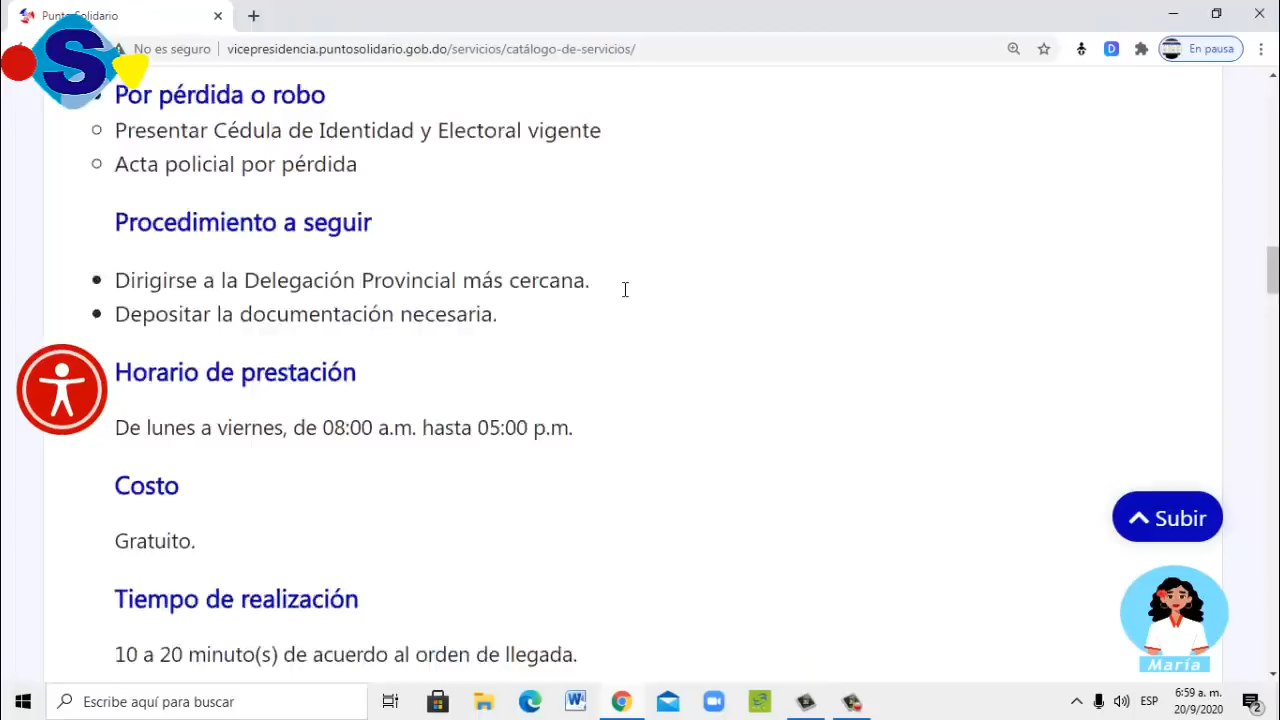 Punto Solidario
No es seguro
vicepresidencia.puntosolidario.gob.do/servicios/catálogo-de-servicios/
D
En pausa
S
Por pérdida o robo
Presentar Cédula de Identidad y Electoral vigente
Acta policial por pérdida
Procedimiento a seguir
Dirigirse a la Delegación Provincial más cercana.
Depositar la documentación necesaria.
Horario de prestación
De lunes a viernes, de 08:00 a.m. hasta 05:00 p.m.
Costo
Gratuito.
Subir
Tiempo de realización
10 a 20 minuto(s) de acuerdo al orden de llegada.
María
Escribe aquí para buscar
W
ESP
6:59 a. m.
20/9/2020
2